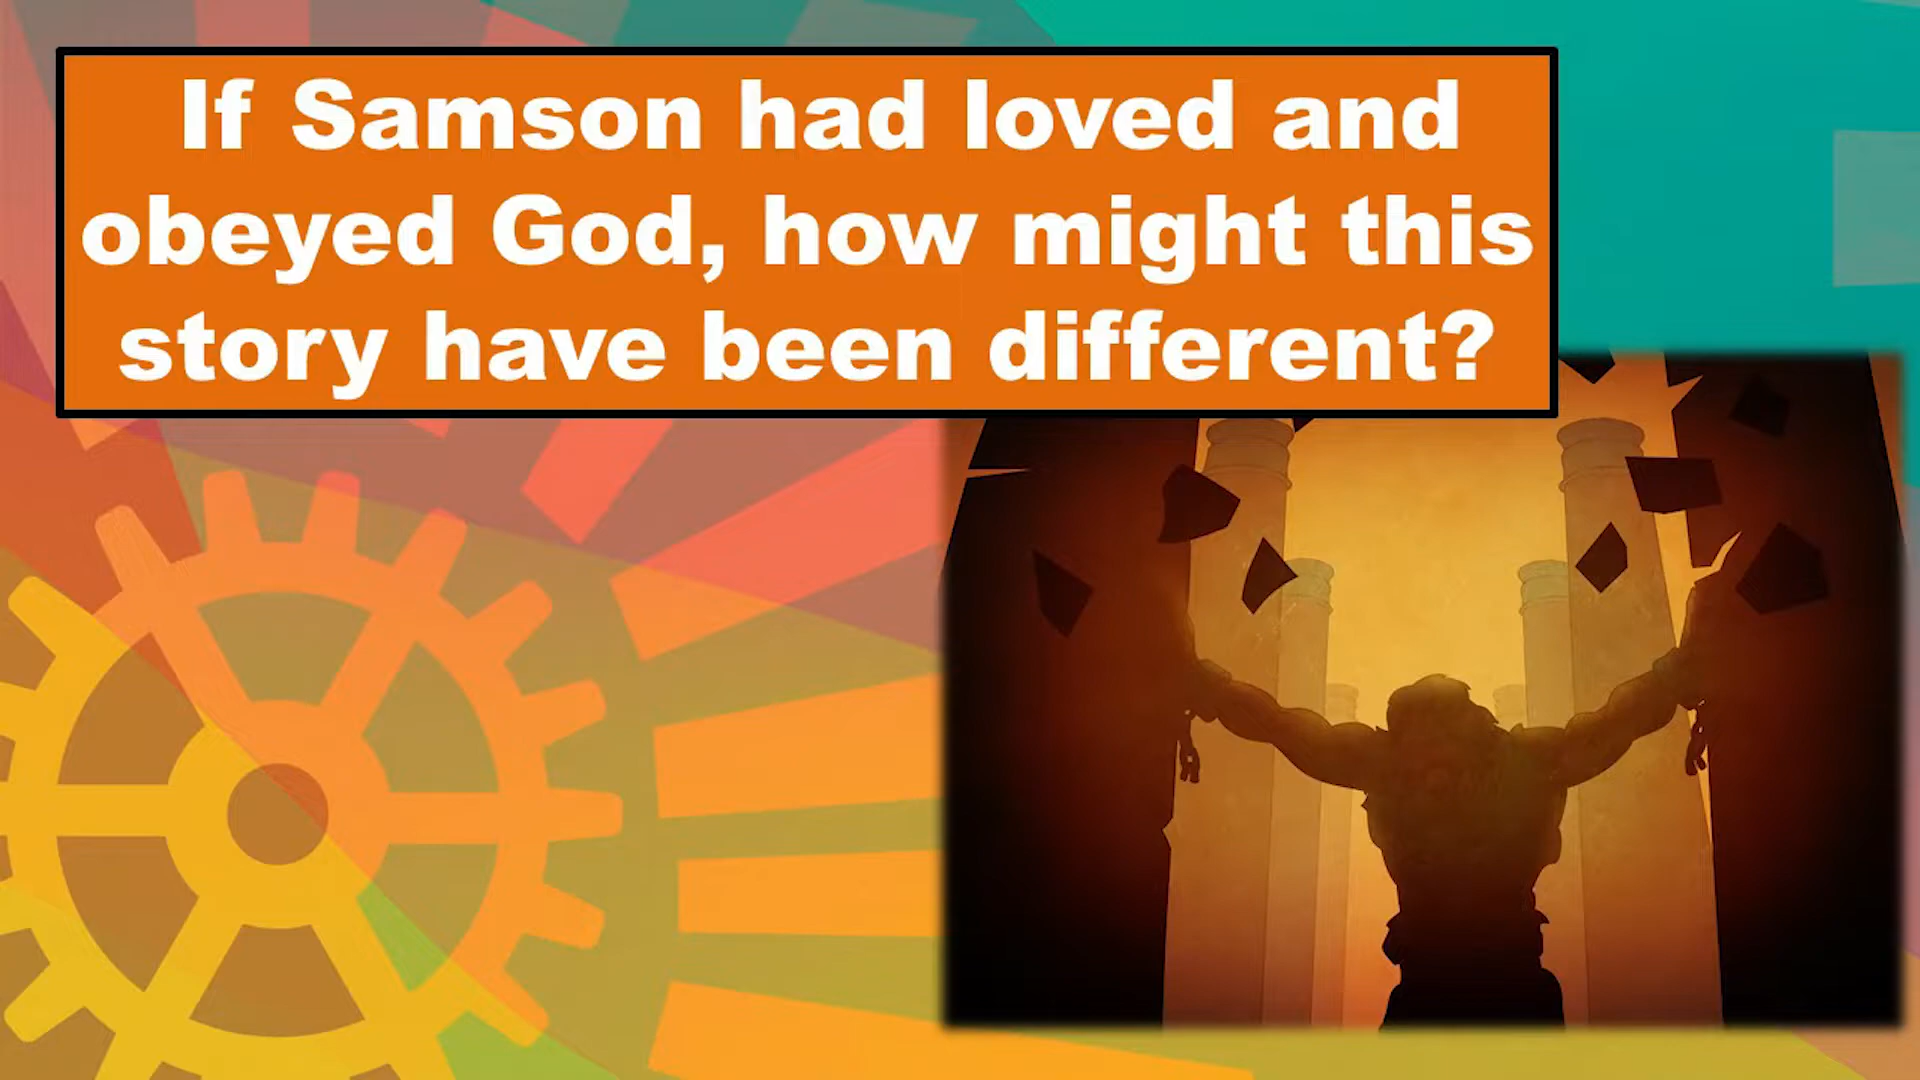 If Samson had loved and
obeyed God, how might this
story have been different?